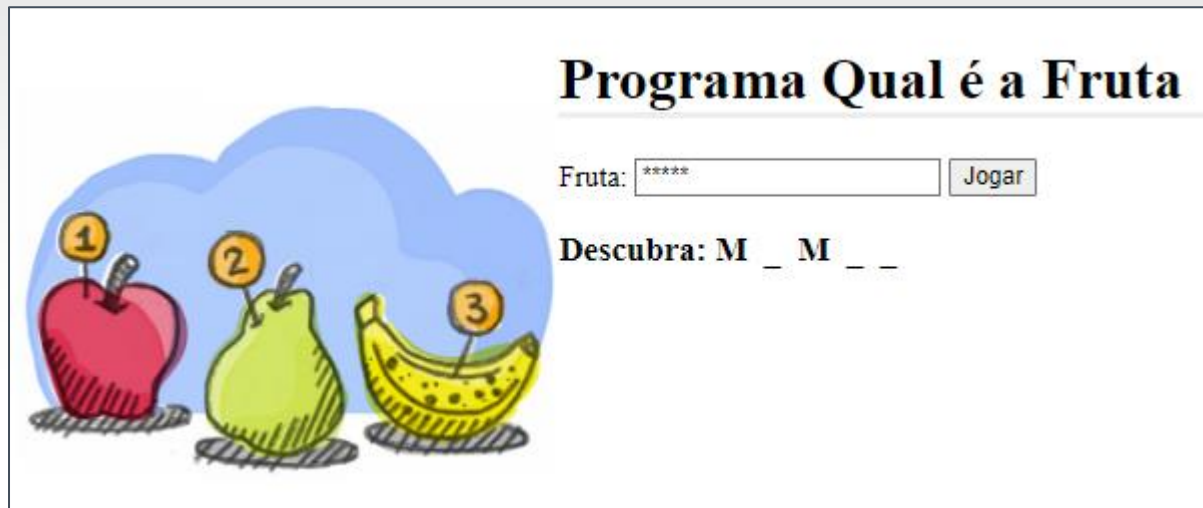 Programa Qual é a Fruta
Fruta: ***** Jogar
Descubra: M _ M _ _
1
2
3